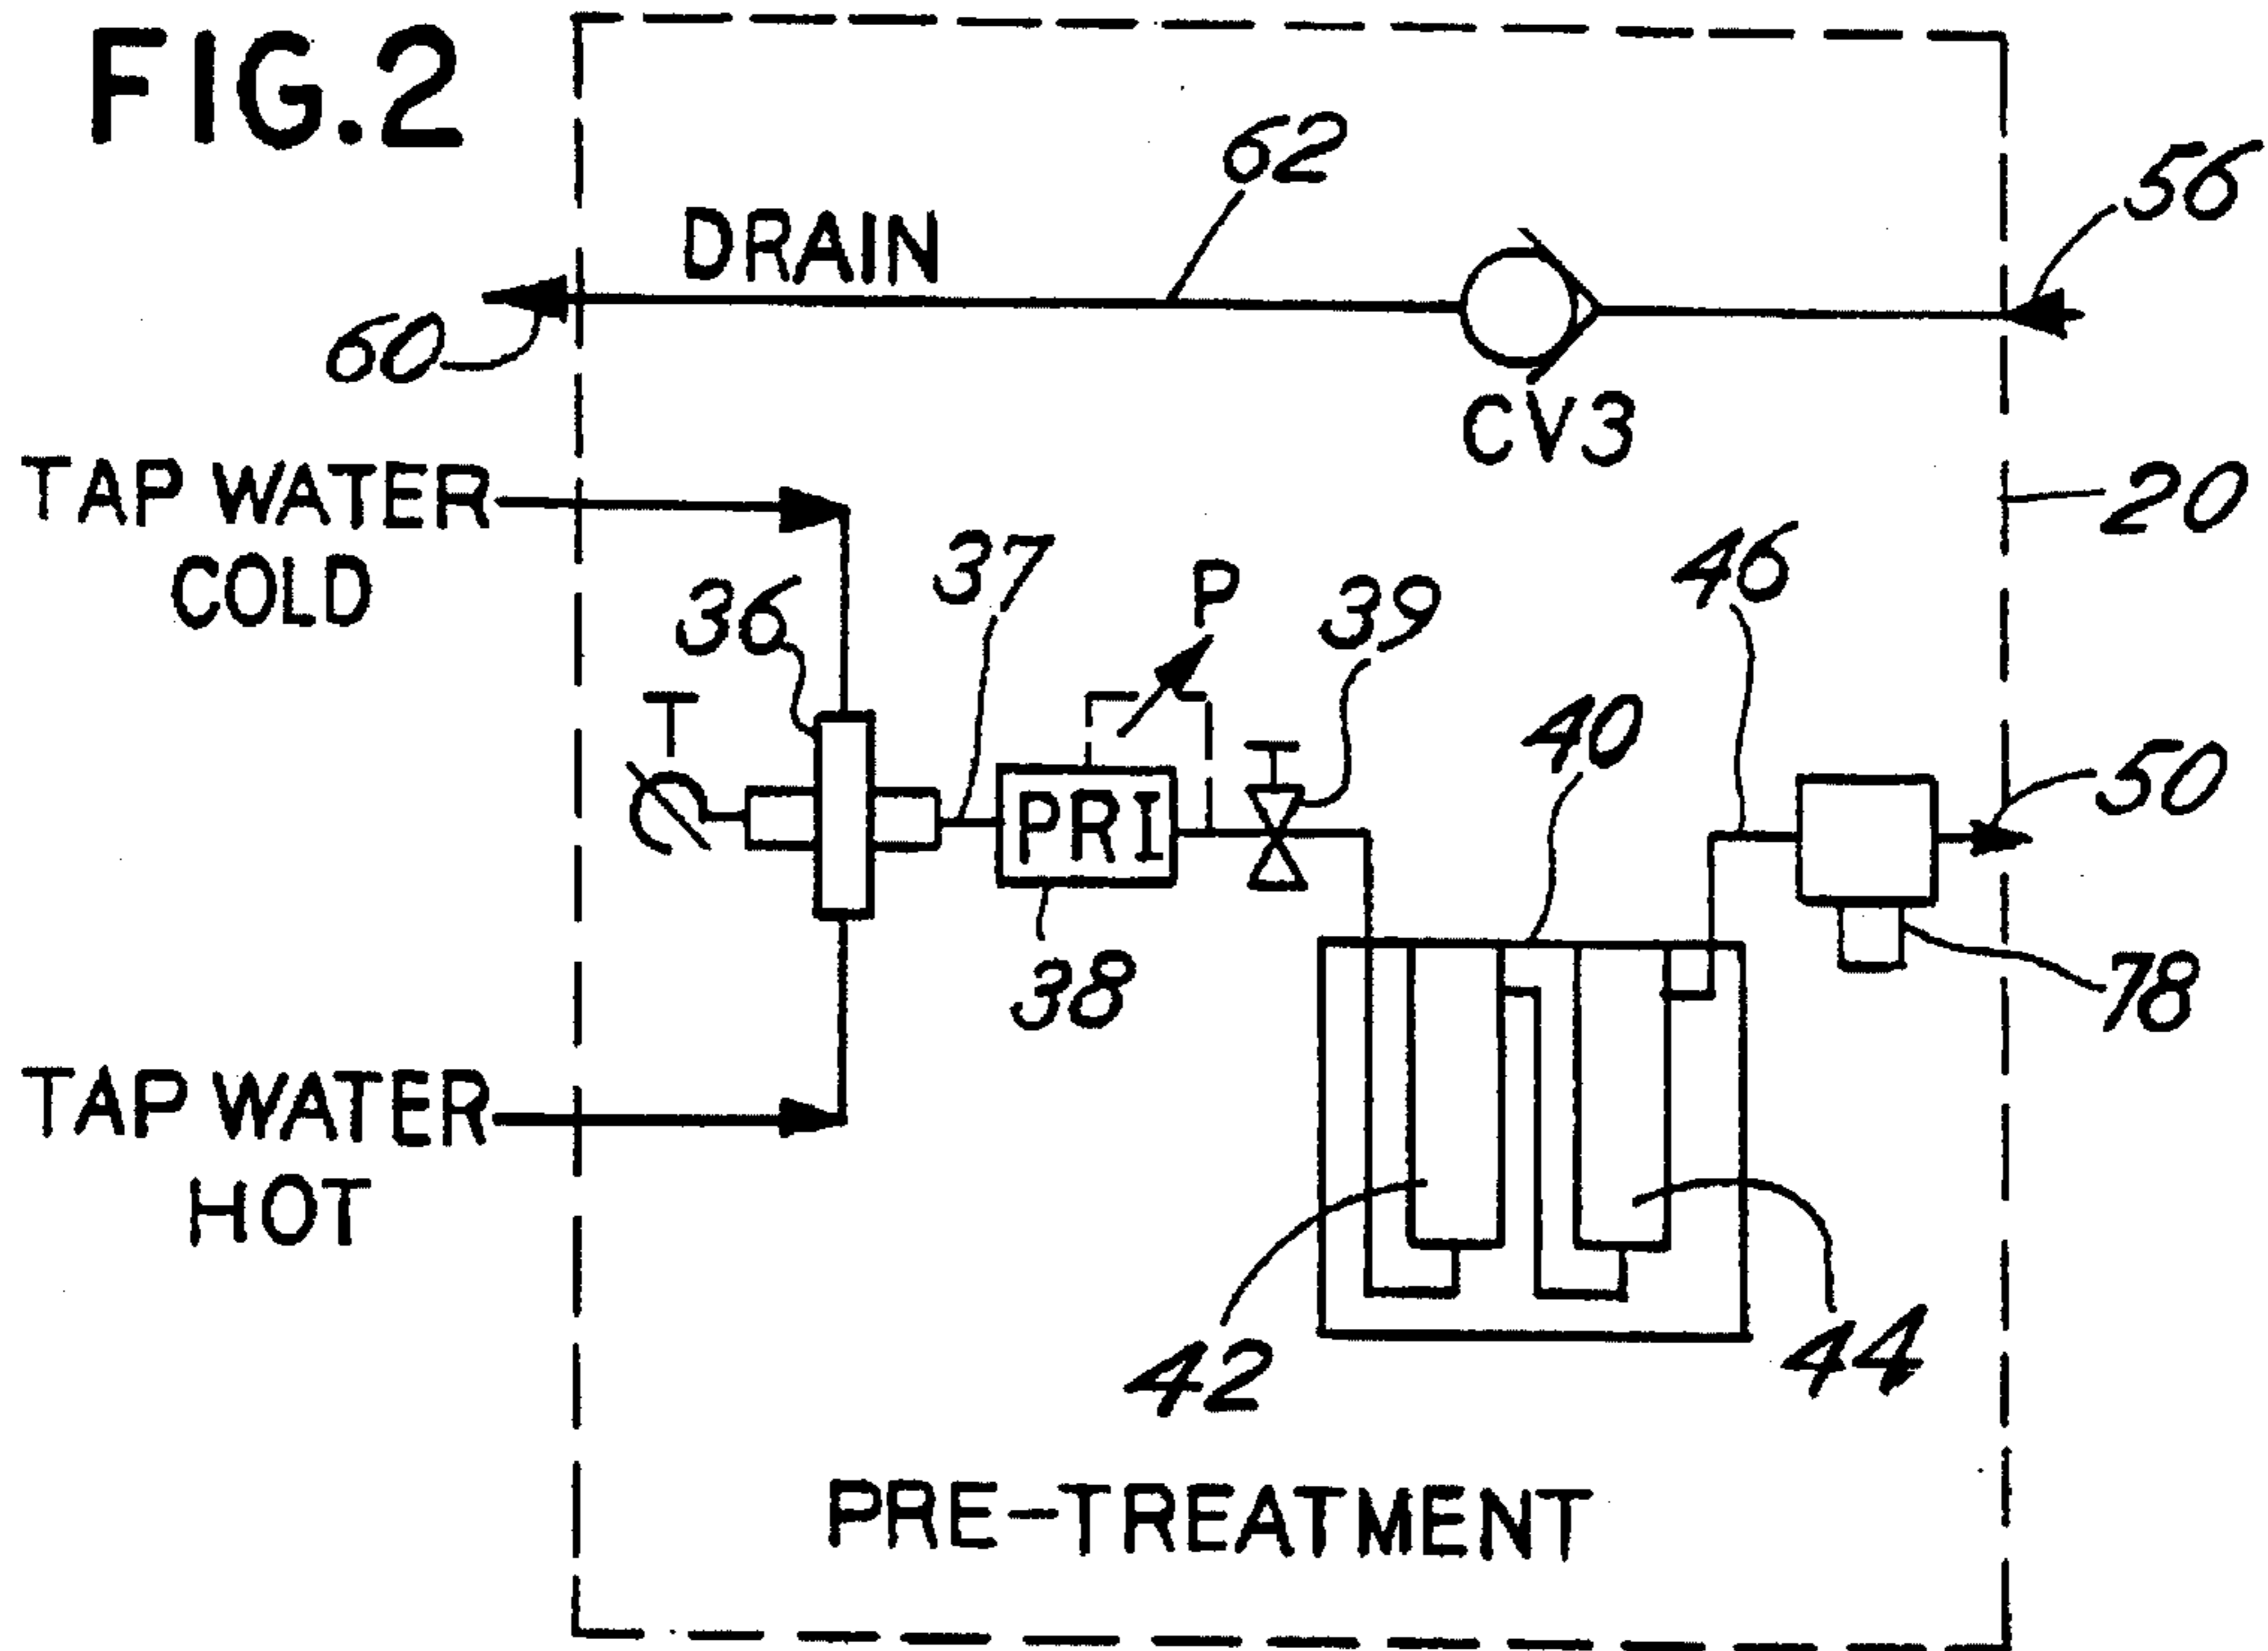 FIG.2
62
56
DRAIN
60
CV3
TAP WATER
COLD
20
37
46
36
P
39
T
40
50
PRI
38
78
TAP WATER
HOT
42
44
PRE-TREATMENT